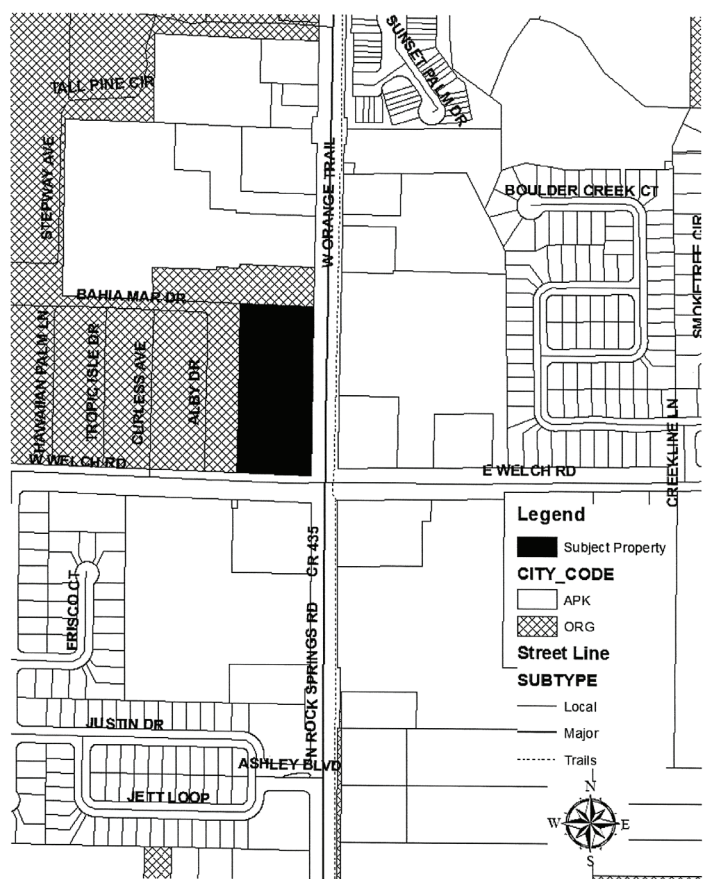 SUNSET PALM DR
TALL PINE CIR
STEPWAY AVE
W ORANGE TRAIL
BOULDER CREEK CT
SMOKETREE CIR
BAHIA MAR DR
HAWAIIAN PALM LN
TROPIC ISLE DR
CURLESS AVE
ALBY DR
W WELCH RD
E WELCH RD
CREEKLINE LN
Legend
Subject Property
CITY_CODE
APK
ORG
Street Line
SUBTYPE
Local
Major
Trails
CR 435
N ROCK SPRINGS RD
FRISCO CT
JUSTIN DR
ASHLEY BLVD
JETT LOOP
N
W E
S